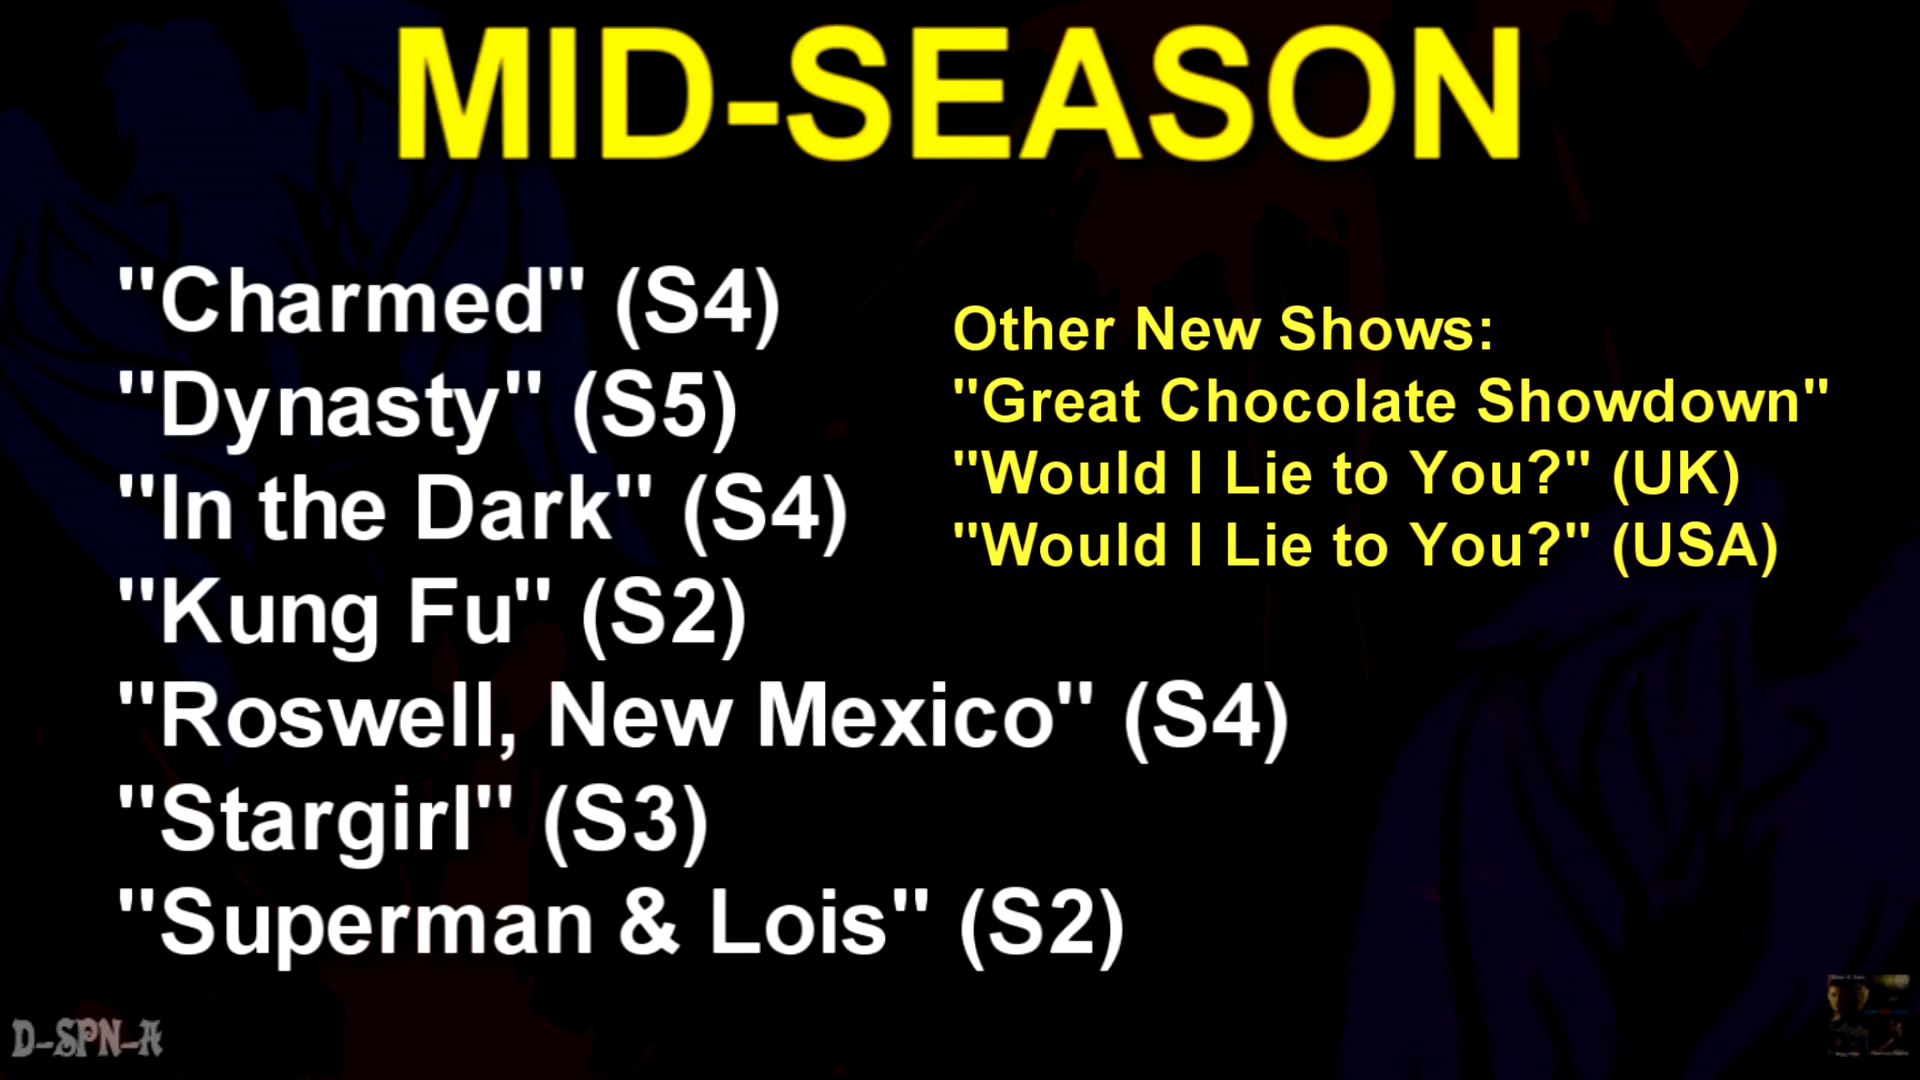 MID-SEASON
"Charmed" (S4)
"Dynasty" (S5)
"In the Dark" (S4)
"Kung Fu" (S2)
"Roswell, New Mexico" (S4)
"Stargirl" (S3)
"Superman & Lois" (S2)
Other New Shows:
"Great Chocolate Showdown"
"Would I Lie to You?" (UK)
"Would I Lie to You?" (USA)
D-SPN-A